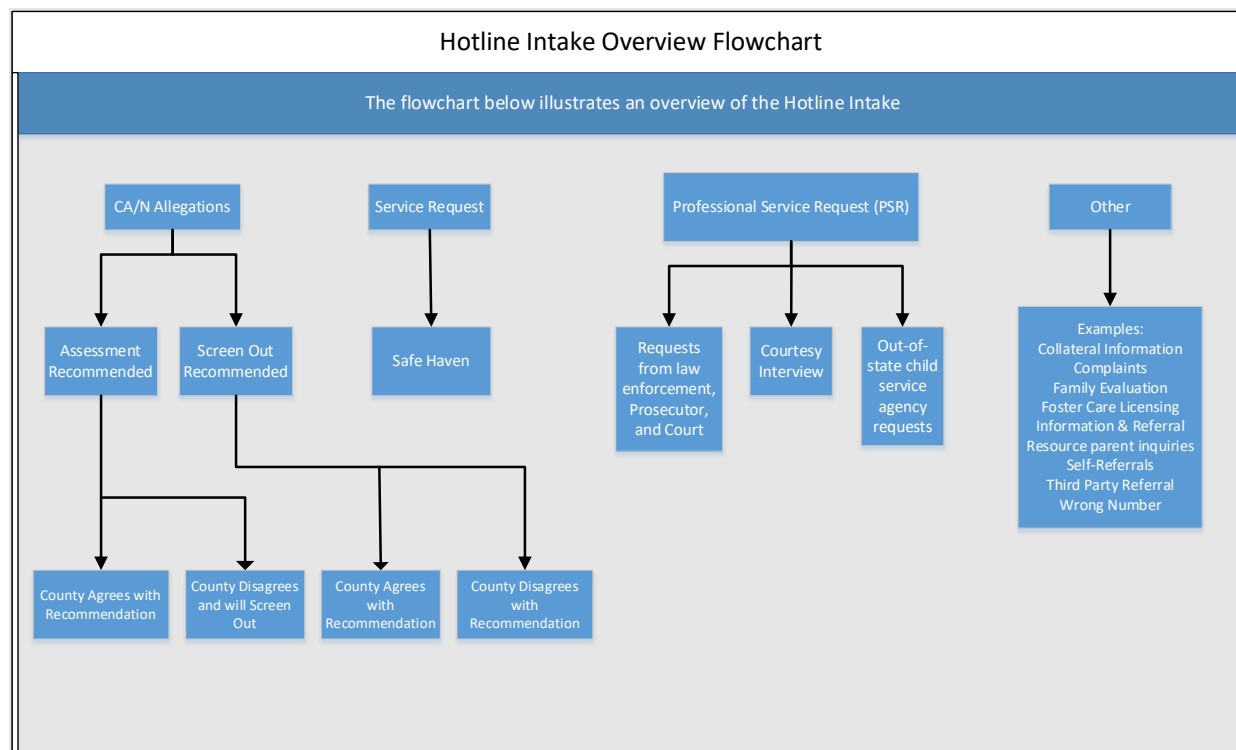 Hotline Intake Overview Flowchart
The flowchart below illustrates an overview of the Hotline Intake
CA/N Allegations
Service Request
Professional Service Request (PSR)
Other
Assessment
Recommended
Screen Out
Recommended
Safe Haven
Requests
from law
enforcement,
Prosecutor,
and Court
Courtesy
Interview
Out-of-
state child
service
agency
requests
Examples:
Collateral Information
Complaints
Family Evaluation
Foster Care Licensing
Information & Referral
Resource parent inquiries
Self-Referrals
Third Party Referral
Wrong Number
County Agrees with
Recommendation
County Disagrees
and will Screen
Out
County Agrees
with
Recommendation
County Disagrees
with
Recommendation